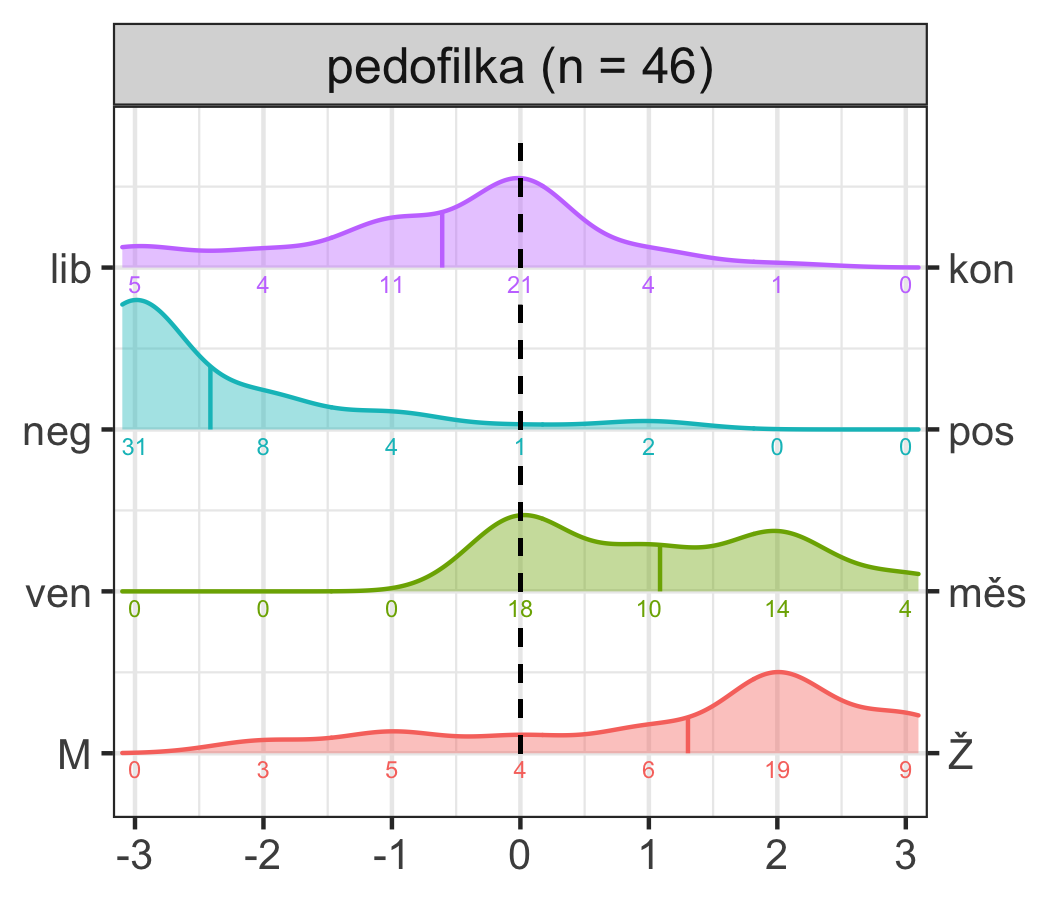 pedofilka (n = 46)
lib kon
5 4 11 21 4 1 0
neg pos
31 8 4 1 2 0 0
ven měs
0 0 0 18 10 14 4
M Ž
0 3 5 4 6 19 9
-3 -2 -1 0 1 2 3